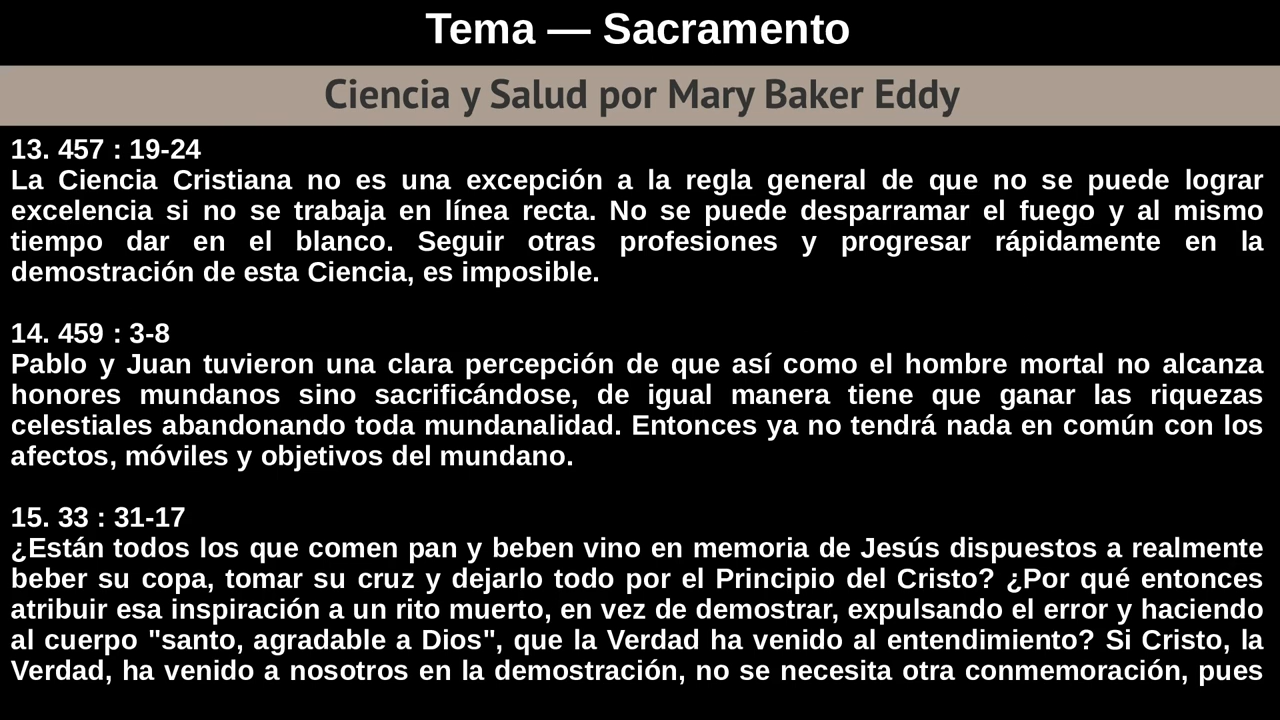 Tema — Sacramento
Ciencia y Salud por Mary Baker Eddy
13. 457 : 19-24
La Ciencia Cristiana no es una excepción a la regla general de que no se puede lograr
excelencia si no se trabaja en línea recta. No se puede desparramar el fuego y al mismo
tiempo dar en el blanco. Seguir otras profesiones y progresar rápidamente en la
demostración de esta Ciencia, es imposible.
14. 459 : 3-8
Pablo y Juan tuvieron una clara percepción de que así como el hombre mortal no alcanza
honores mundanos sino sacrificándose, de igual manera tiene que ganar las riquezas
celestiales abandonando toda mundanalidad. Entonces ya no tendrá nada en común con los
afectos, móviles y objetivos del mundano.
15. 33 : 31-17
¿Están todos los que comen pan y beben vino en memoria de Jesús dispuestos a realmente
beber su copa, tomar su cruz y dejarlo todo por el Principio del Cristo? ¿Por qué entonces
atribuir esa inspiración a un rito muerto, en vez de demostrar, expulsando el error y haciendo
al cuerpo "santo, agradable a Dios", que la Verdad ha venido al entendimiento? Si Cristo, la
Verdad, ha venido a nosotros en la demostración, no se necesita otra conmemoración, pues